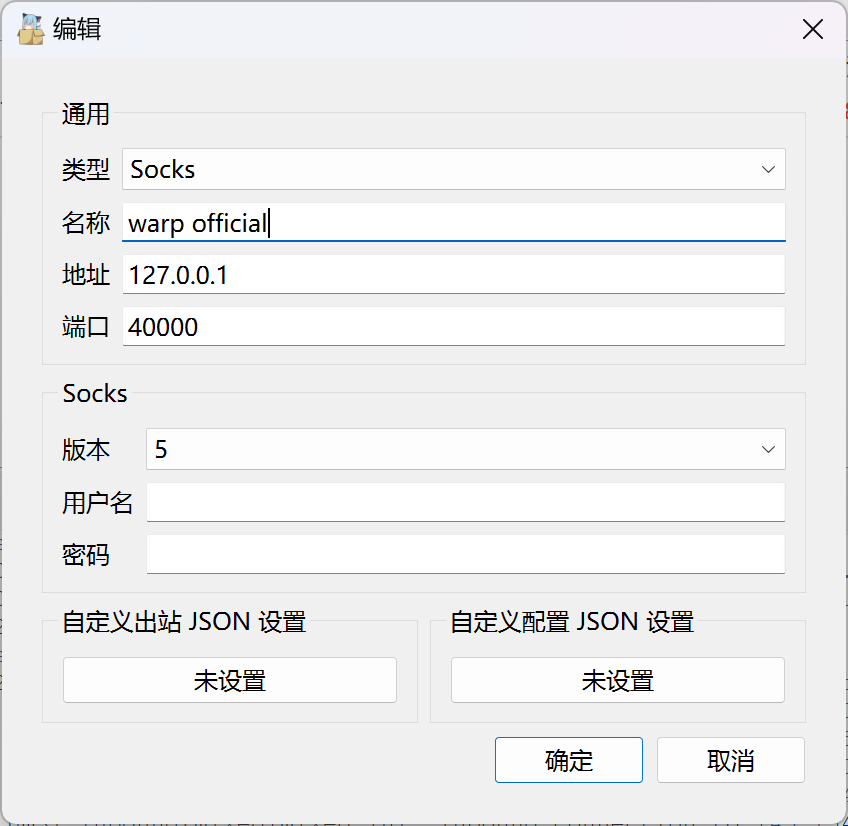 编辑
通用
类型 Socks
名称 warp official
地址 127.0.0.1
端口 40000
Socks
版本 5
用户名
密码
自定义出站 JSON 设置 自定义配置 JSON 设置
未设置 未设置
确定 取消